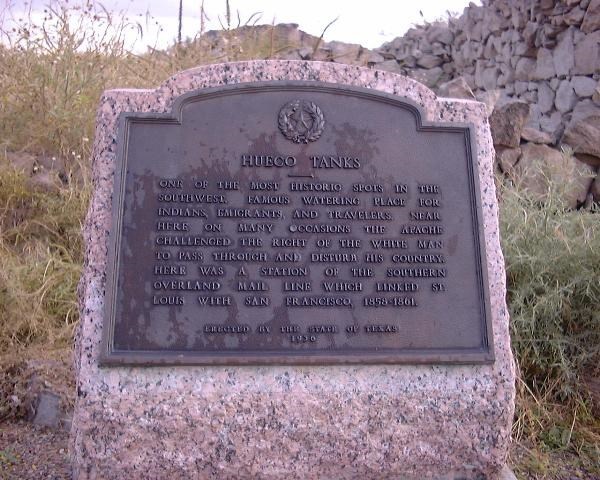 HUECO TANKS
ONE OF THE MOST HISTORIC SPOTS IN THE
SOUTHWEST. FAMOUS WATERING PLACE FOR
INDIANS, EMIGRANTS, AND TRAVELERS. NEAR
HERE ON MANY OCCASIONS THE APACHE
CHALLENGED THE RIGHT OF THE WHITE MAN
TO PASS THROUGH AND DISTURB HIS COUNTRY.
HERE WAS A STATION OF THE SOUTHERN
OVERLAND MAIL LINE WHICH LINKED ST.
LOUIS WITH SAN FRANCISCO, 1858-1861.
ERECTED BY THE STATE OF TEXAS
1936